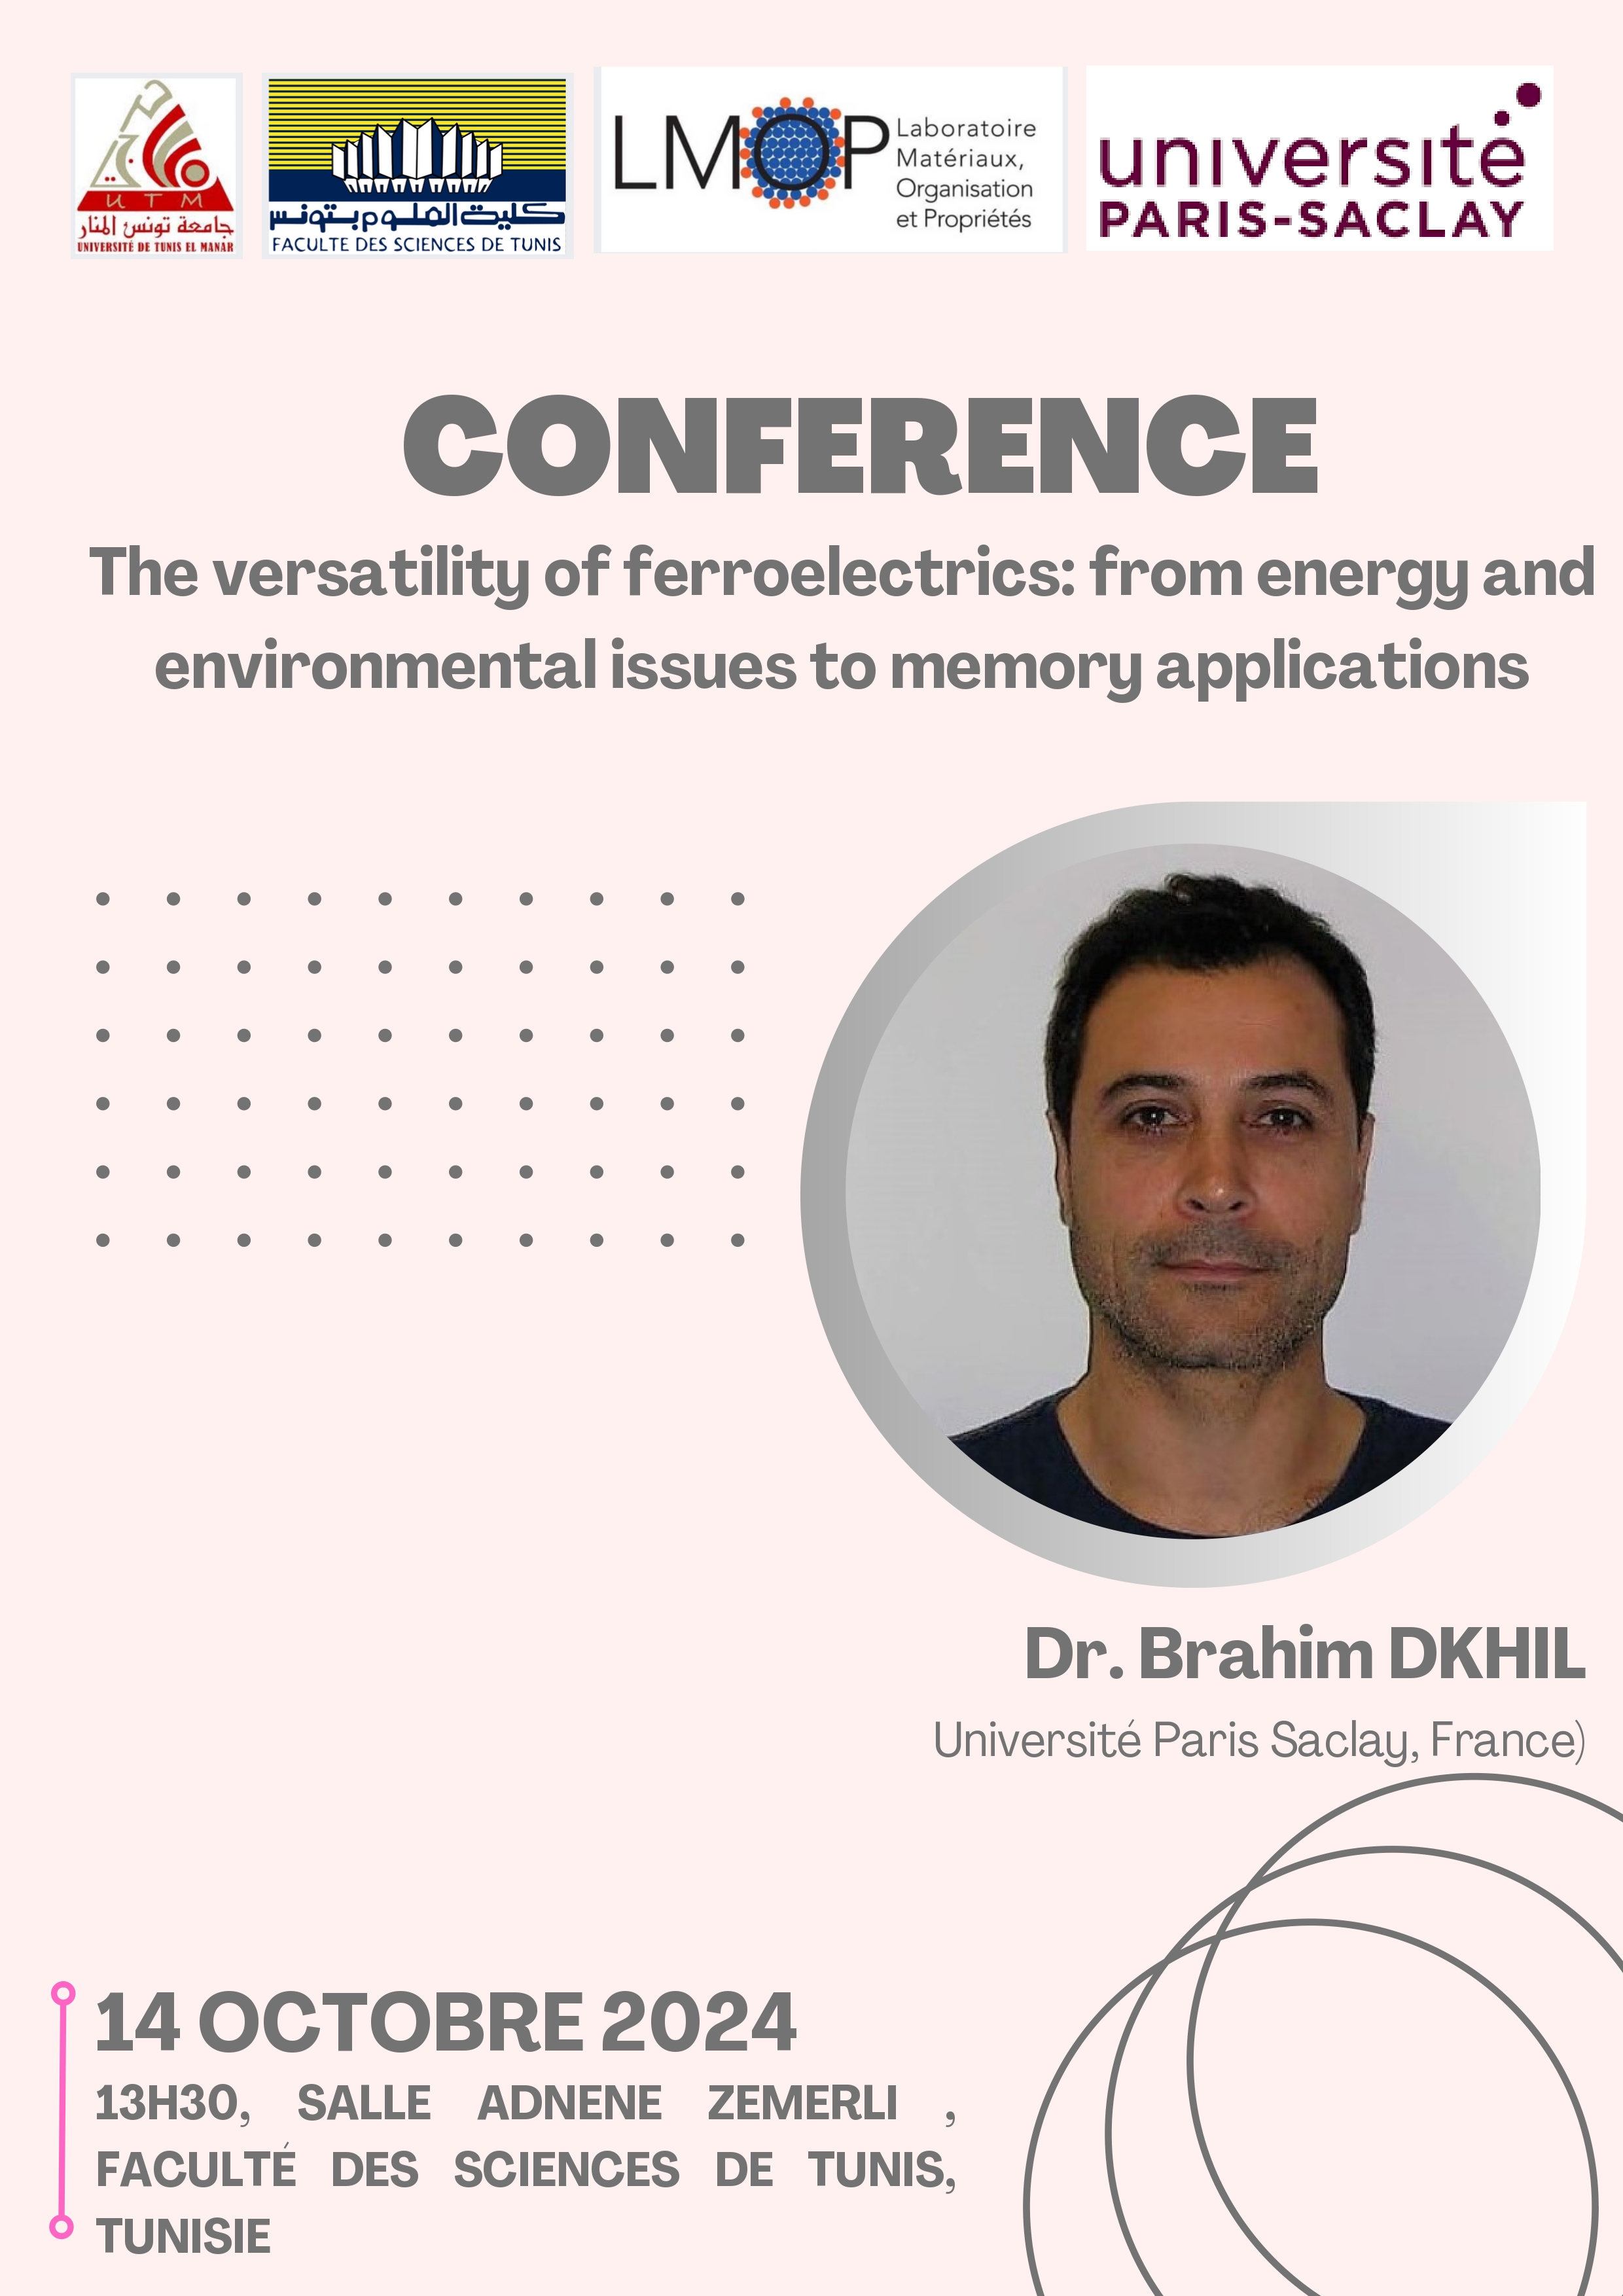 UTM
جامعة تونس المنار
UNIVERSITÉ DE TUNIS EL MANAR
كلية العلوم بتونس
FACULTE DES SCIENCES DE TUNIS
LMOP
Laboratoire
Matériaux,
Organisation
et Propriétés
université
PARIS-SACLAY
CONFERENCE
The versatility of ferroelectrics: from energy and
environmental issues to memory applications
Dr. Brahim DKHIL
Université Paris Saclay, France)
14 OCTOBRE 2024
13H30, SALLE ADNENE ZEMERLI ,
FACULTÉ DES SCIENCES DE TUNIS,
TUNISIE